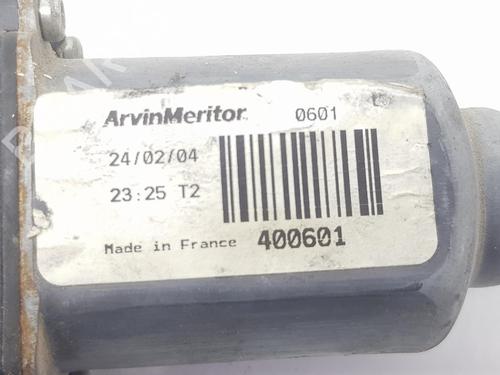 ArvinMeritor 0601
24/02/04
23:25 T2
Made in France 400601